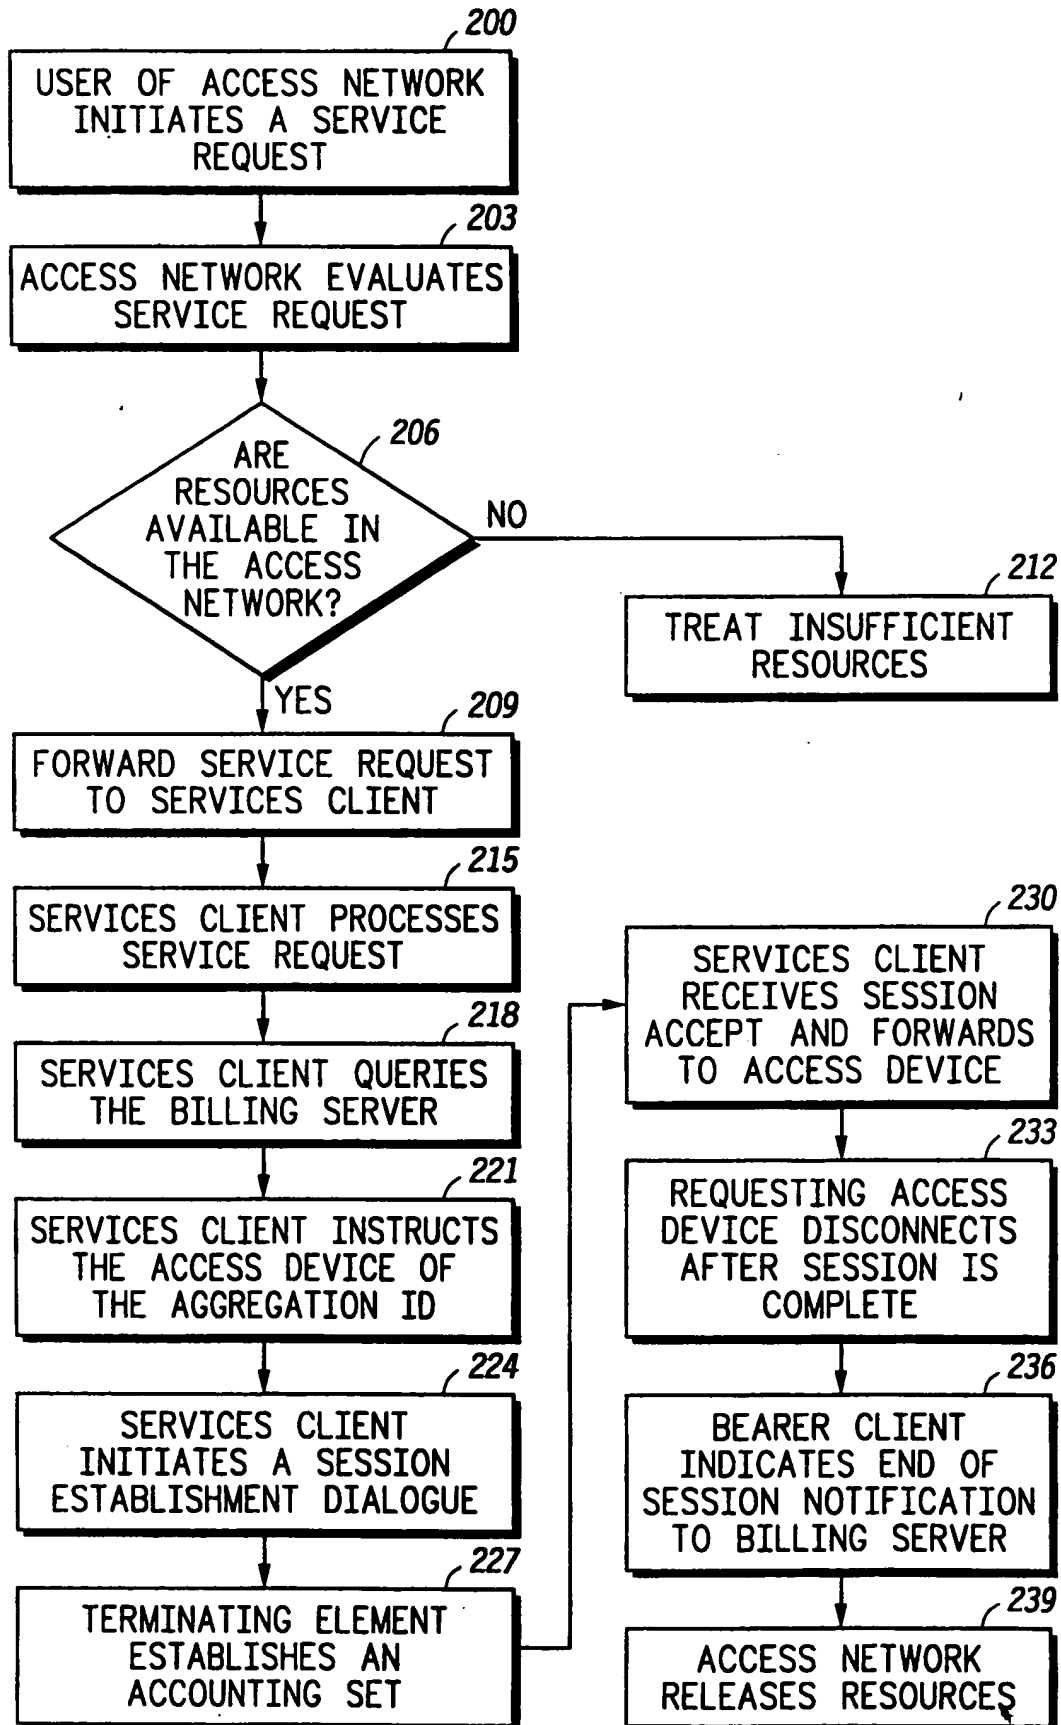 200
USER OF ACCESS NETWORK
INITIATES A SERVICE
REQUEST
203
ACCESS NETWORK EVALUATES
SERVICE REQUEST
206
ARE
RESOURCES
AVAILABLE IN
THE ACCESS
NETWORK?
NO
212
TREAT INSUFFICIENT
RESOURCES
YES
209
FORWARD SERVICE REQUEST
TO SERVICES CLIENT
215
SERVICES CLIENT PROCESSES
SERVICE REQUEST
218
SERVICES CLIENT QUERIES
THE BILLING SERVER
221
SERVICES CLIENT INSTRUCTS
THE ACCESS DEVICE OF
THE AGGREGATION ID
224
SERVICES CLIENT
INITIATES A SESSION
ESTABLISHMENT DIALOGUE
227
TERMINATING ELEMENT
ESTABLISHES AN
ACCOUNTING SET
230
SERVICES CLIENT
RECEIVES SESSION
ACCEPT AND FORWARDS
TO ACCESS DEVICE
233
REQUESTING ACCESS
DEVICE DISCONNECTS
AFTER SESSION IS
COMPLETE
236
BEARER CLIENT
INDICATES END OF
SESSION NOTIFICATION
TO BILLING SERVER
239
ACCESS NETWORK
RELEASES RESOURCES